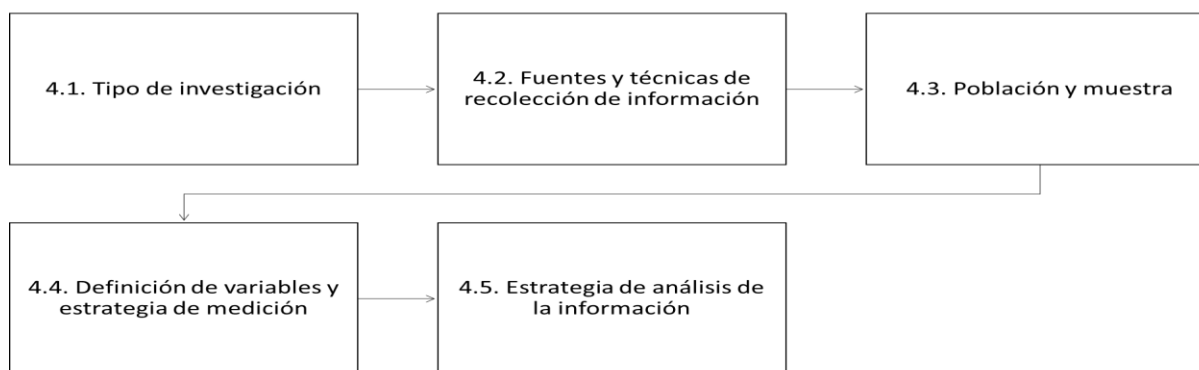 4.1. Tipo de investigación
4.2. Fuentes y técnicas de
recolección de información
4.3. Población y muestra
4.4. Definición de variables y
estrategia de medición
4.5. Estrategia de análisis de
la información